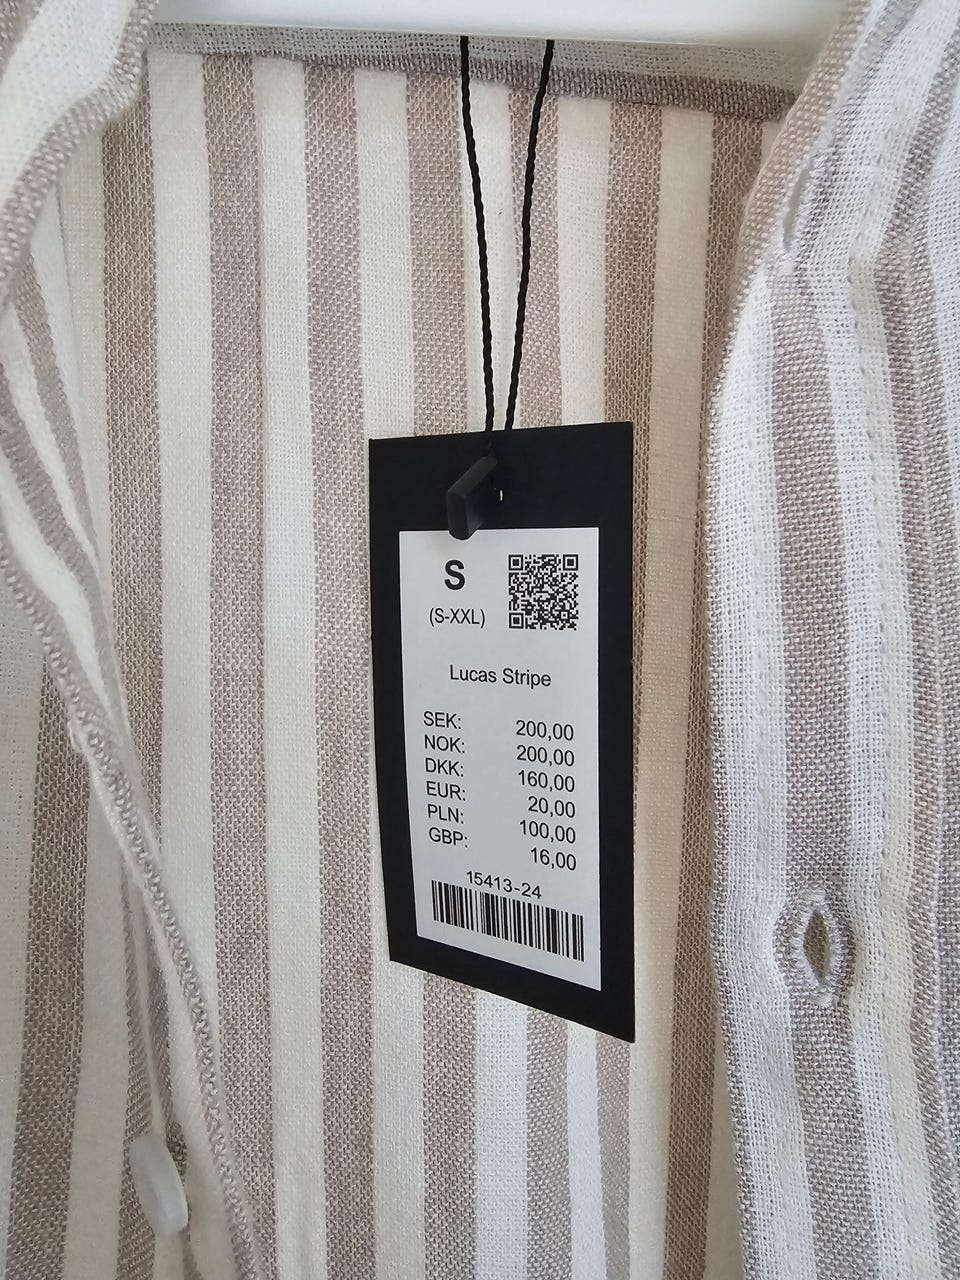 S
(S-XXL)
Lucas Stripe
SEK: 200,00
NOK: 200,00
DKK: 160,00
EUR: 20,00
PLN: 100,00
GBP: 16,00
15413-24